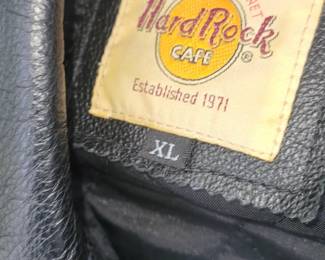 Hard Rock
CAFE
®
Established 1971
XL